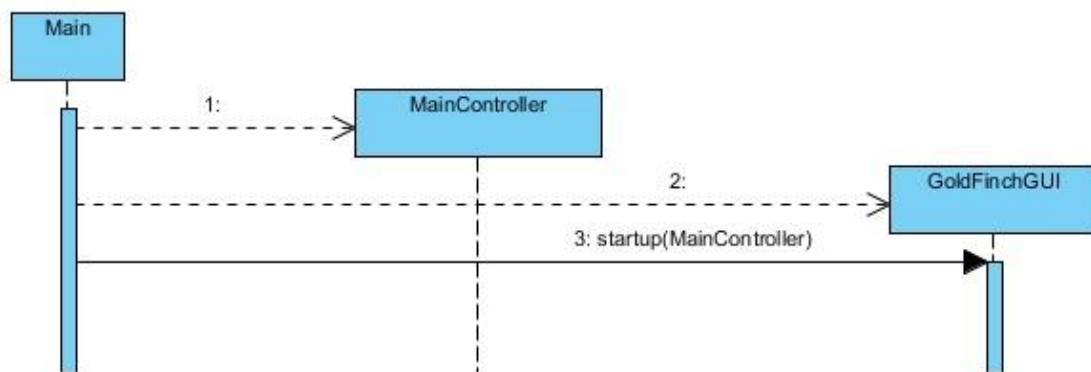 Main
1:
MainController
2:
GoldFinchGUI
3: startup(MainController)